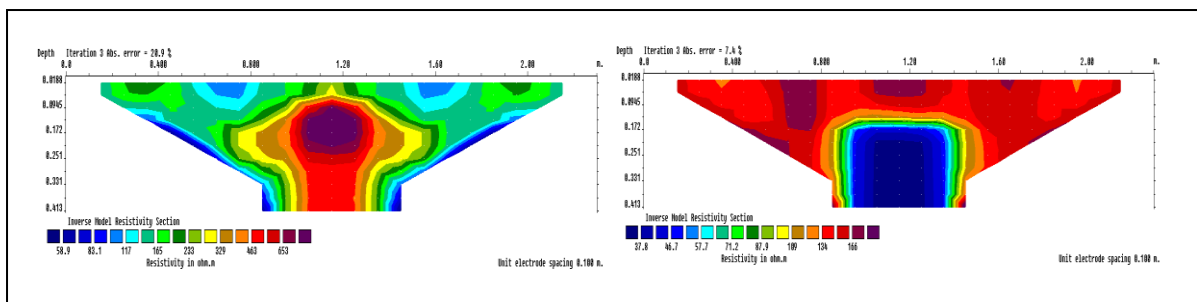 Depth Iteration 3 Abs. error = 20.9 %
0.0 0.400 0.800 1.20 1.60 2.00 m.
0.0188
0.0945
0.172
0.251
0.331
0.413
Inverse Model Resistivity Section
58.9 83.1 117 165 233 329 463 653
Resistivity in ohm.m
Unit electrode spacing 0.100 m.
Depth Iteration 3 Abs. error = 7.4 %
0.0 0.400 0.800 1.20 1.60 2.00 m.
0.0188
0.0945
0.172
0.251
0.331
0.413
Inverse Model Resistivity Section
37.8 46.7 57.7 71.2 87.9 109 134 166
Resistivity in ohm.m
Unit electrode spacing 0.100 m.